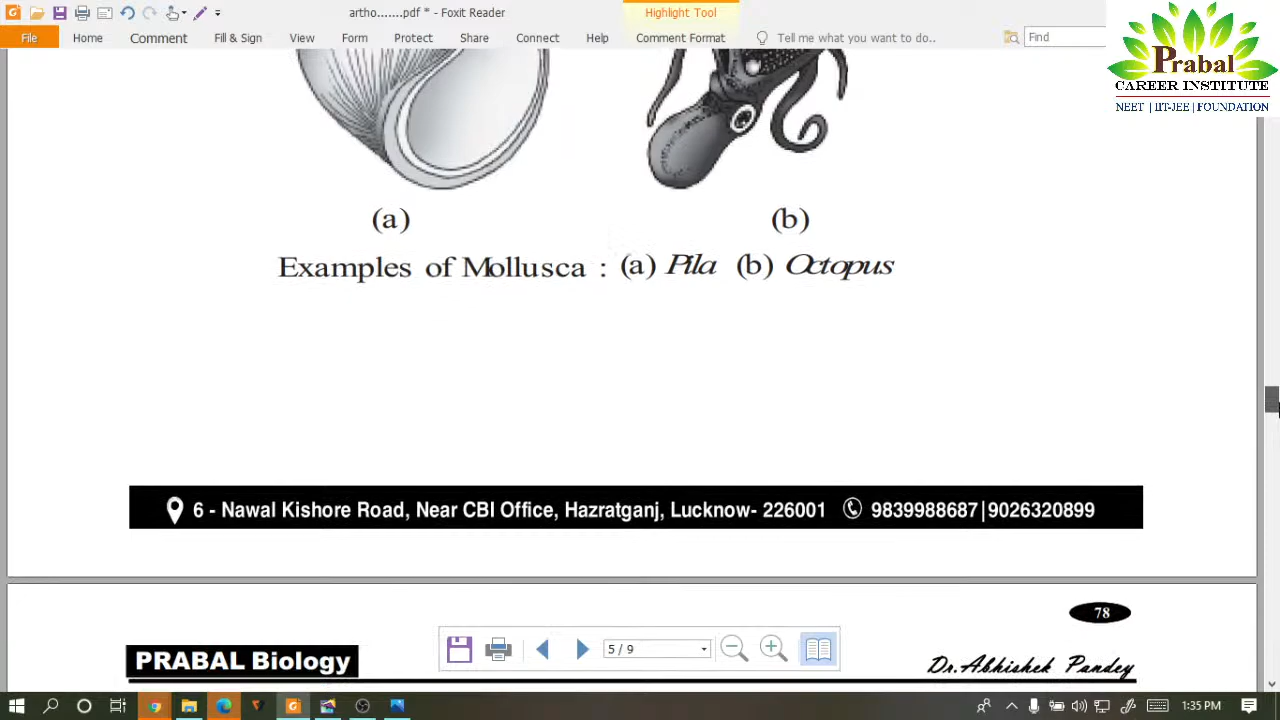 artho.......pdf * - Foxit Reader
Highlight Tool
File Home Comment Fill & Sign View Form Protect Share Connect Help Comment Format Tell me what you want to do.. Find
Prabal
CAREER INSTITUTE
NEET | IIT-JEE | FOUNDATION
(a) (b)
Examples of Mollusca : (a) Pila (b) Octopus
6 - Nawal Kishore Road, Near CBI Office, Hazratganj, Lucknow- 226001 9839988687|9026320899
78
PRABAL Biology
5 / 9
Dr.Abhishek Pandey
1:35 PM